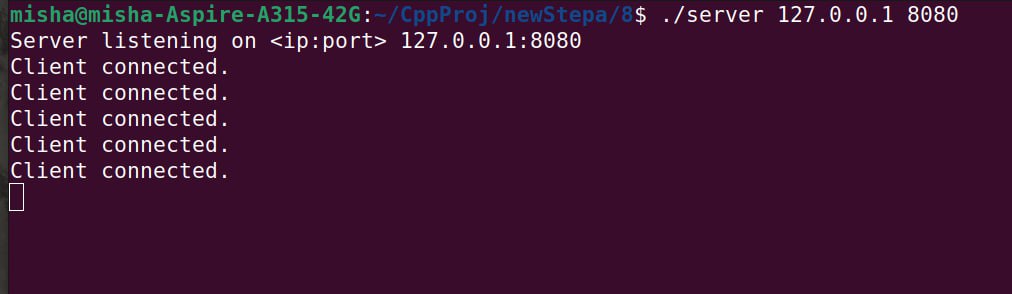 misha@misha-Aspire-A315-42G:~/CppProj/newStepa/8$ ./server 127.0.0.1 8080
Server listening on <ip:port> 127.0.0.1:8080
Client connected.
Client connected.
Client connected.
Client connected.
Client connected.